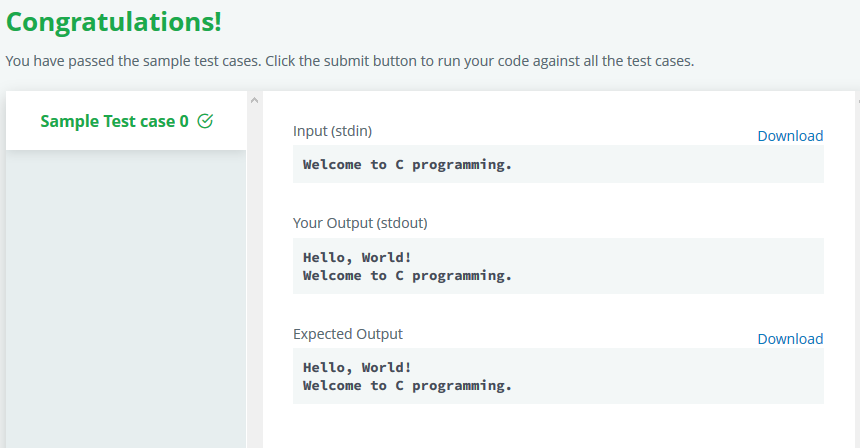 Congratulations!
You have passed the sample test cases. Click the submit button to run your code against all the test cases.
Sample Test case 0
Input (stdin)
Download
Welcome to C programming.
Your Output (stdout)
Hello, World!
Welcome to C programming.
Expected Output
Download
Hello, World!
Welcome to C programming.